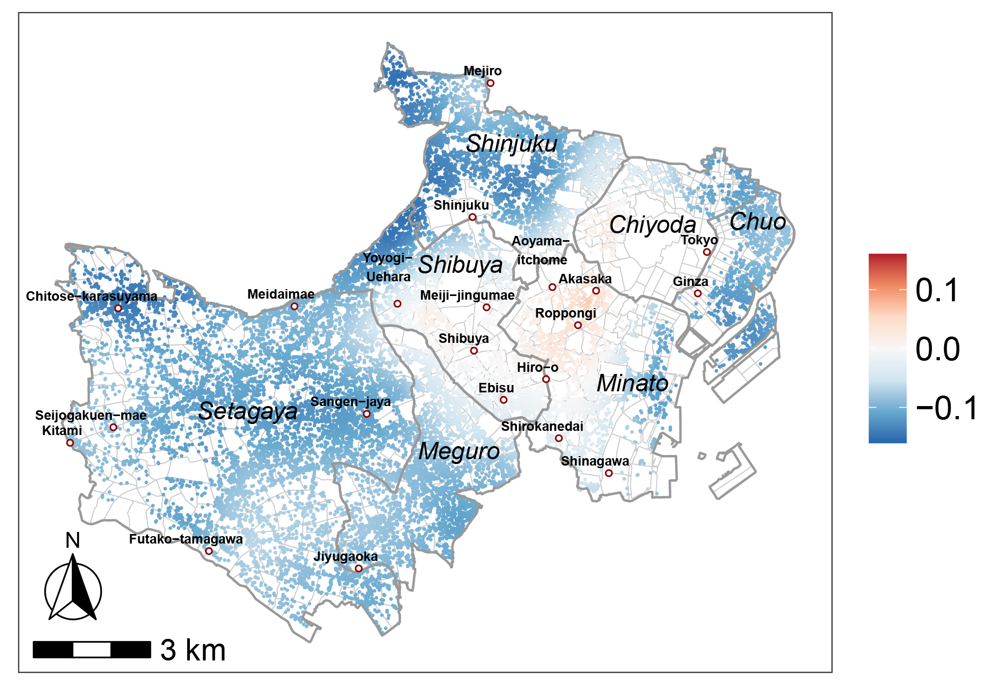 Mejiro
Shinjuku
Shinjuku
Chiyoda
Chuo
Tokyo
Aoyama−
itchome
Yoyogi−
Uehara
Shibuya
Akasaka
Ginza
Chitose−karasuyama
Meidaimae
Meiji−jingumae
Roppongi
Shibuya
Hiro−o
Minato
Ebisu
Setagaya
Sangen−jaya
Seijogakuen−mae
Kitami
Shirokanedai
Meguro
Shinagawa
Futako−tamagawa
Jiyugaoka
N
3 km
0.1
0.0
−0.1